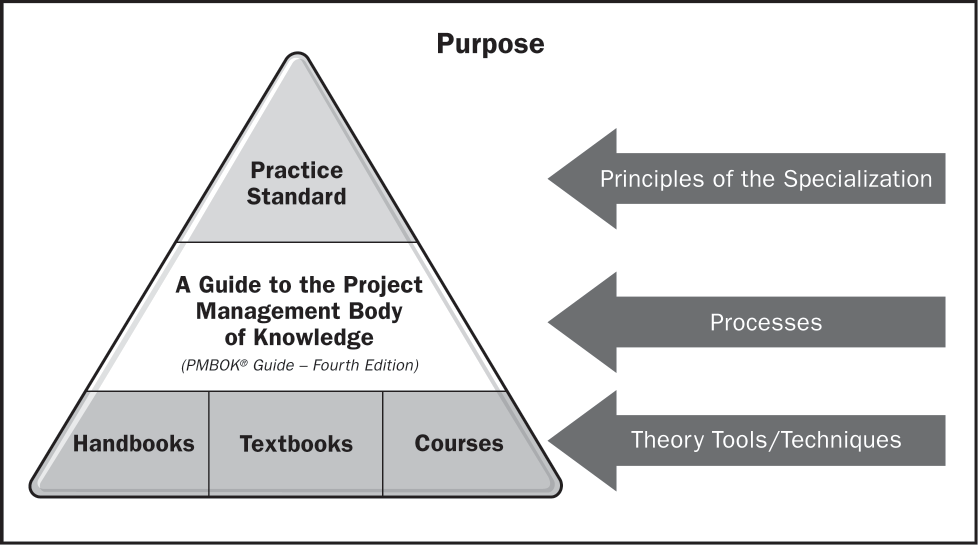 Purpose
Practice
Standard
Principles of the Specialization
A Guide to the Project
Management Body
of Knowledge
(PMBOK® Guide – Fourth Edition)
Processes
Handbooks
Textbooks
Courses
Theory Tools/Techniques